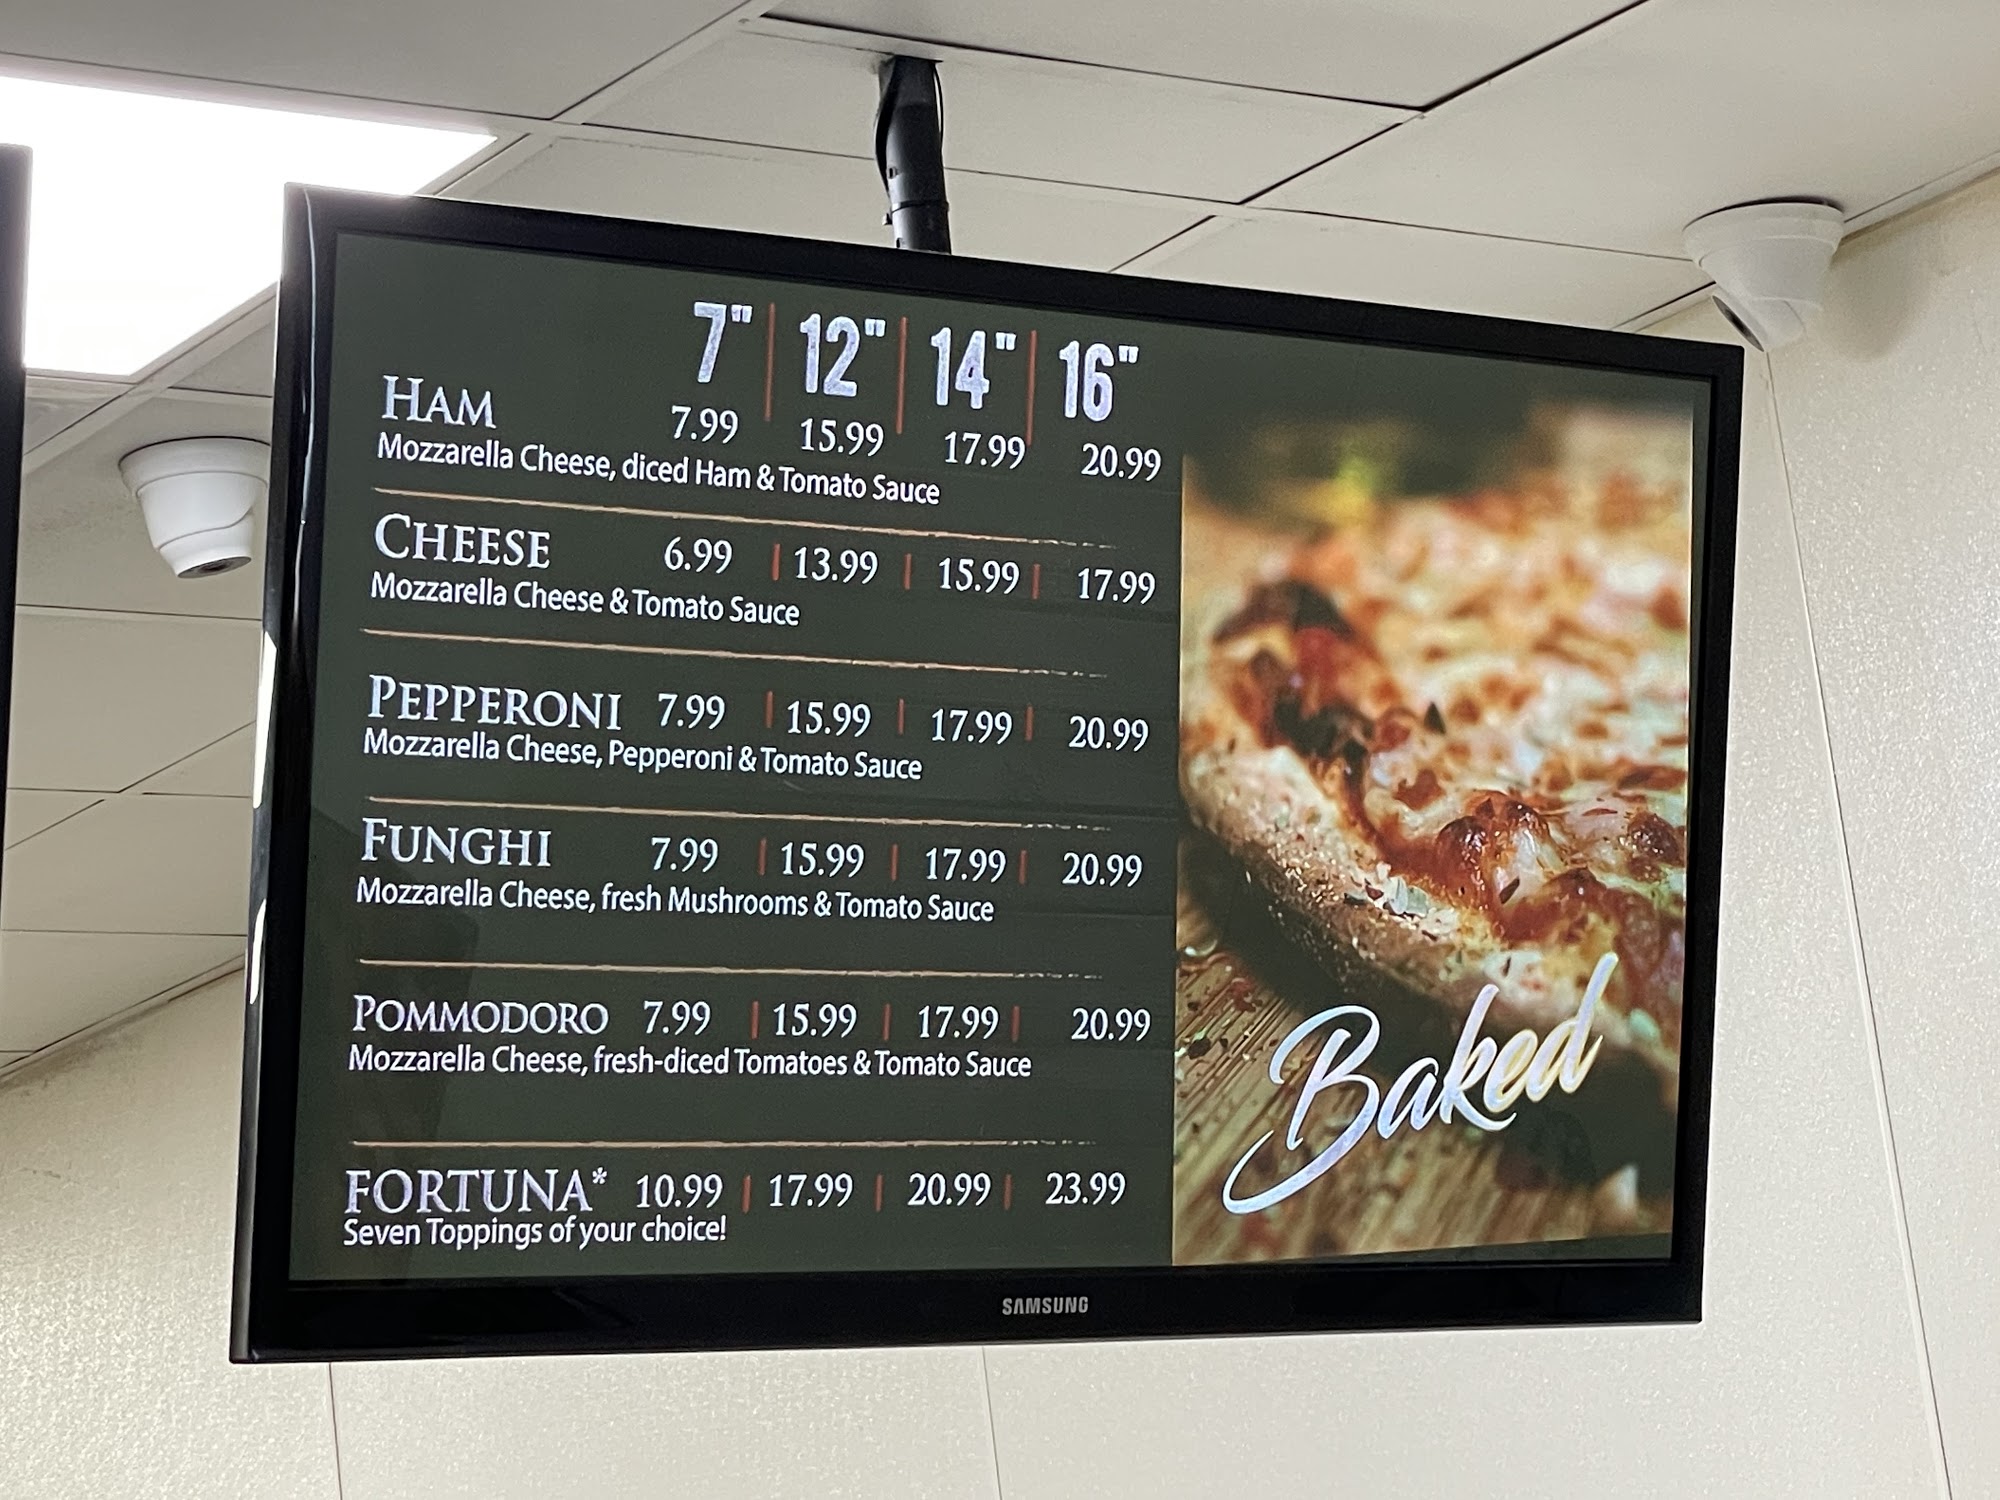 7" | 12" | 14" | 16"
HAM 7.99 15.99 17.99 20.99
Mozzarella Cheese, diced Ham & Tomato Sauce
CHEESE 6.99 | 13.99 | 15.99 | 17.99
Mozzarella Cheese & Tomato Sauce
PEPPERONI 7.99 | 15.99 | 17.99 | 20.99
Mozzarella Cheese, Pepperoni & Tomato Sauce
FUNGHI 7.99 | 15.99 | 17.99 | 20.99
Mozzarella Cheese, fresh Mushrooms & Tomato Sauce
POMMODORO 7.99 | 15.99 | 17.99 | 20.99
Mozzarella Cheese, fresh-diced Tomatoes & Tomato Sauce
FORTUNA* 10.99 | 17.99 | 20.99 | 23.99
Seven Toppings of your choice!
Baked
SAMSUNG